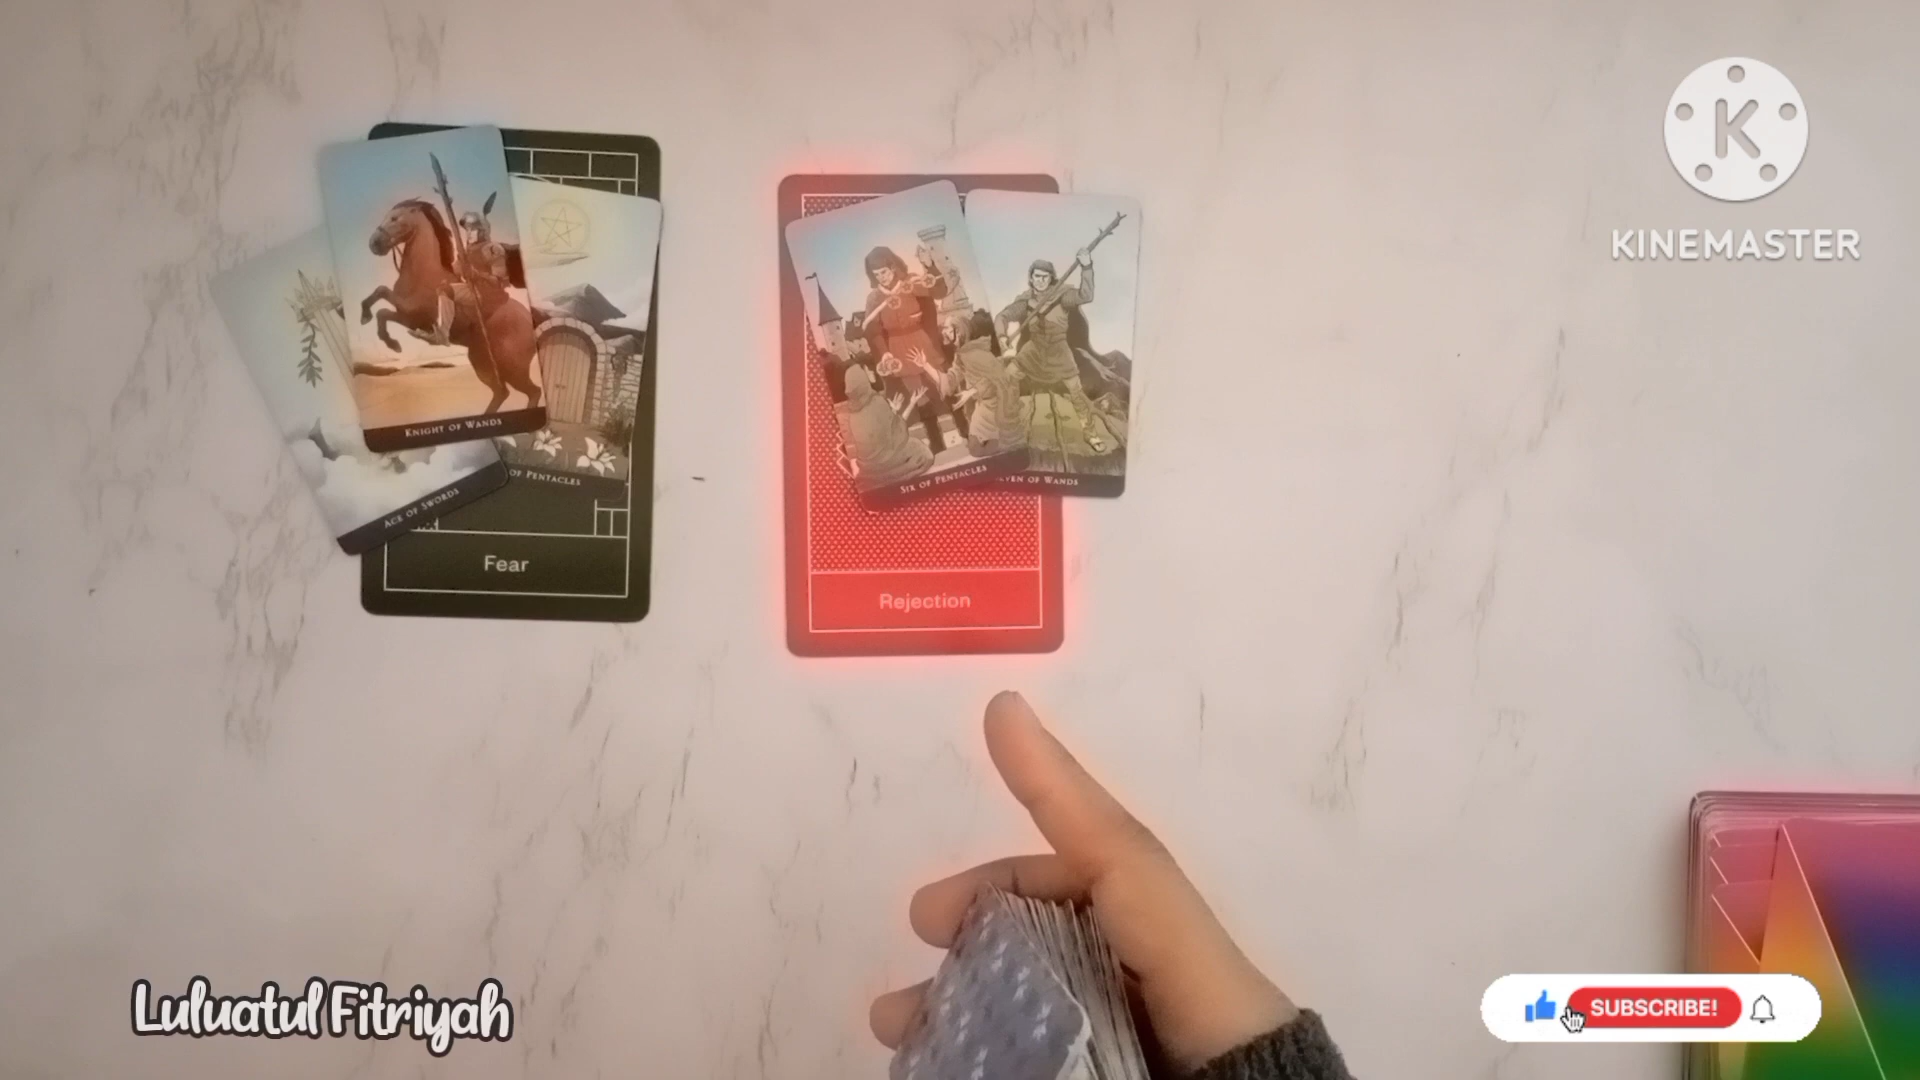 KINEMASTER
KNIGHT OF WANDS
OF PENTACLES
ACE OF SWORDS
Fear
SIX OF PENTACLES
OF WANDS
Rejection
Luluatul Fitriyah
SUBSCRIBE!